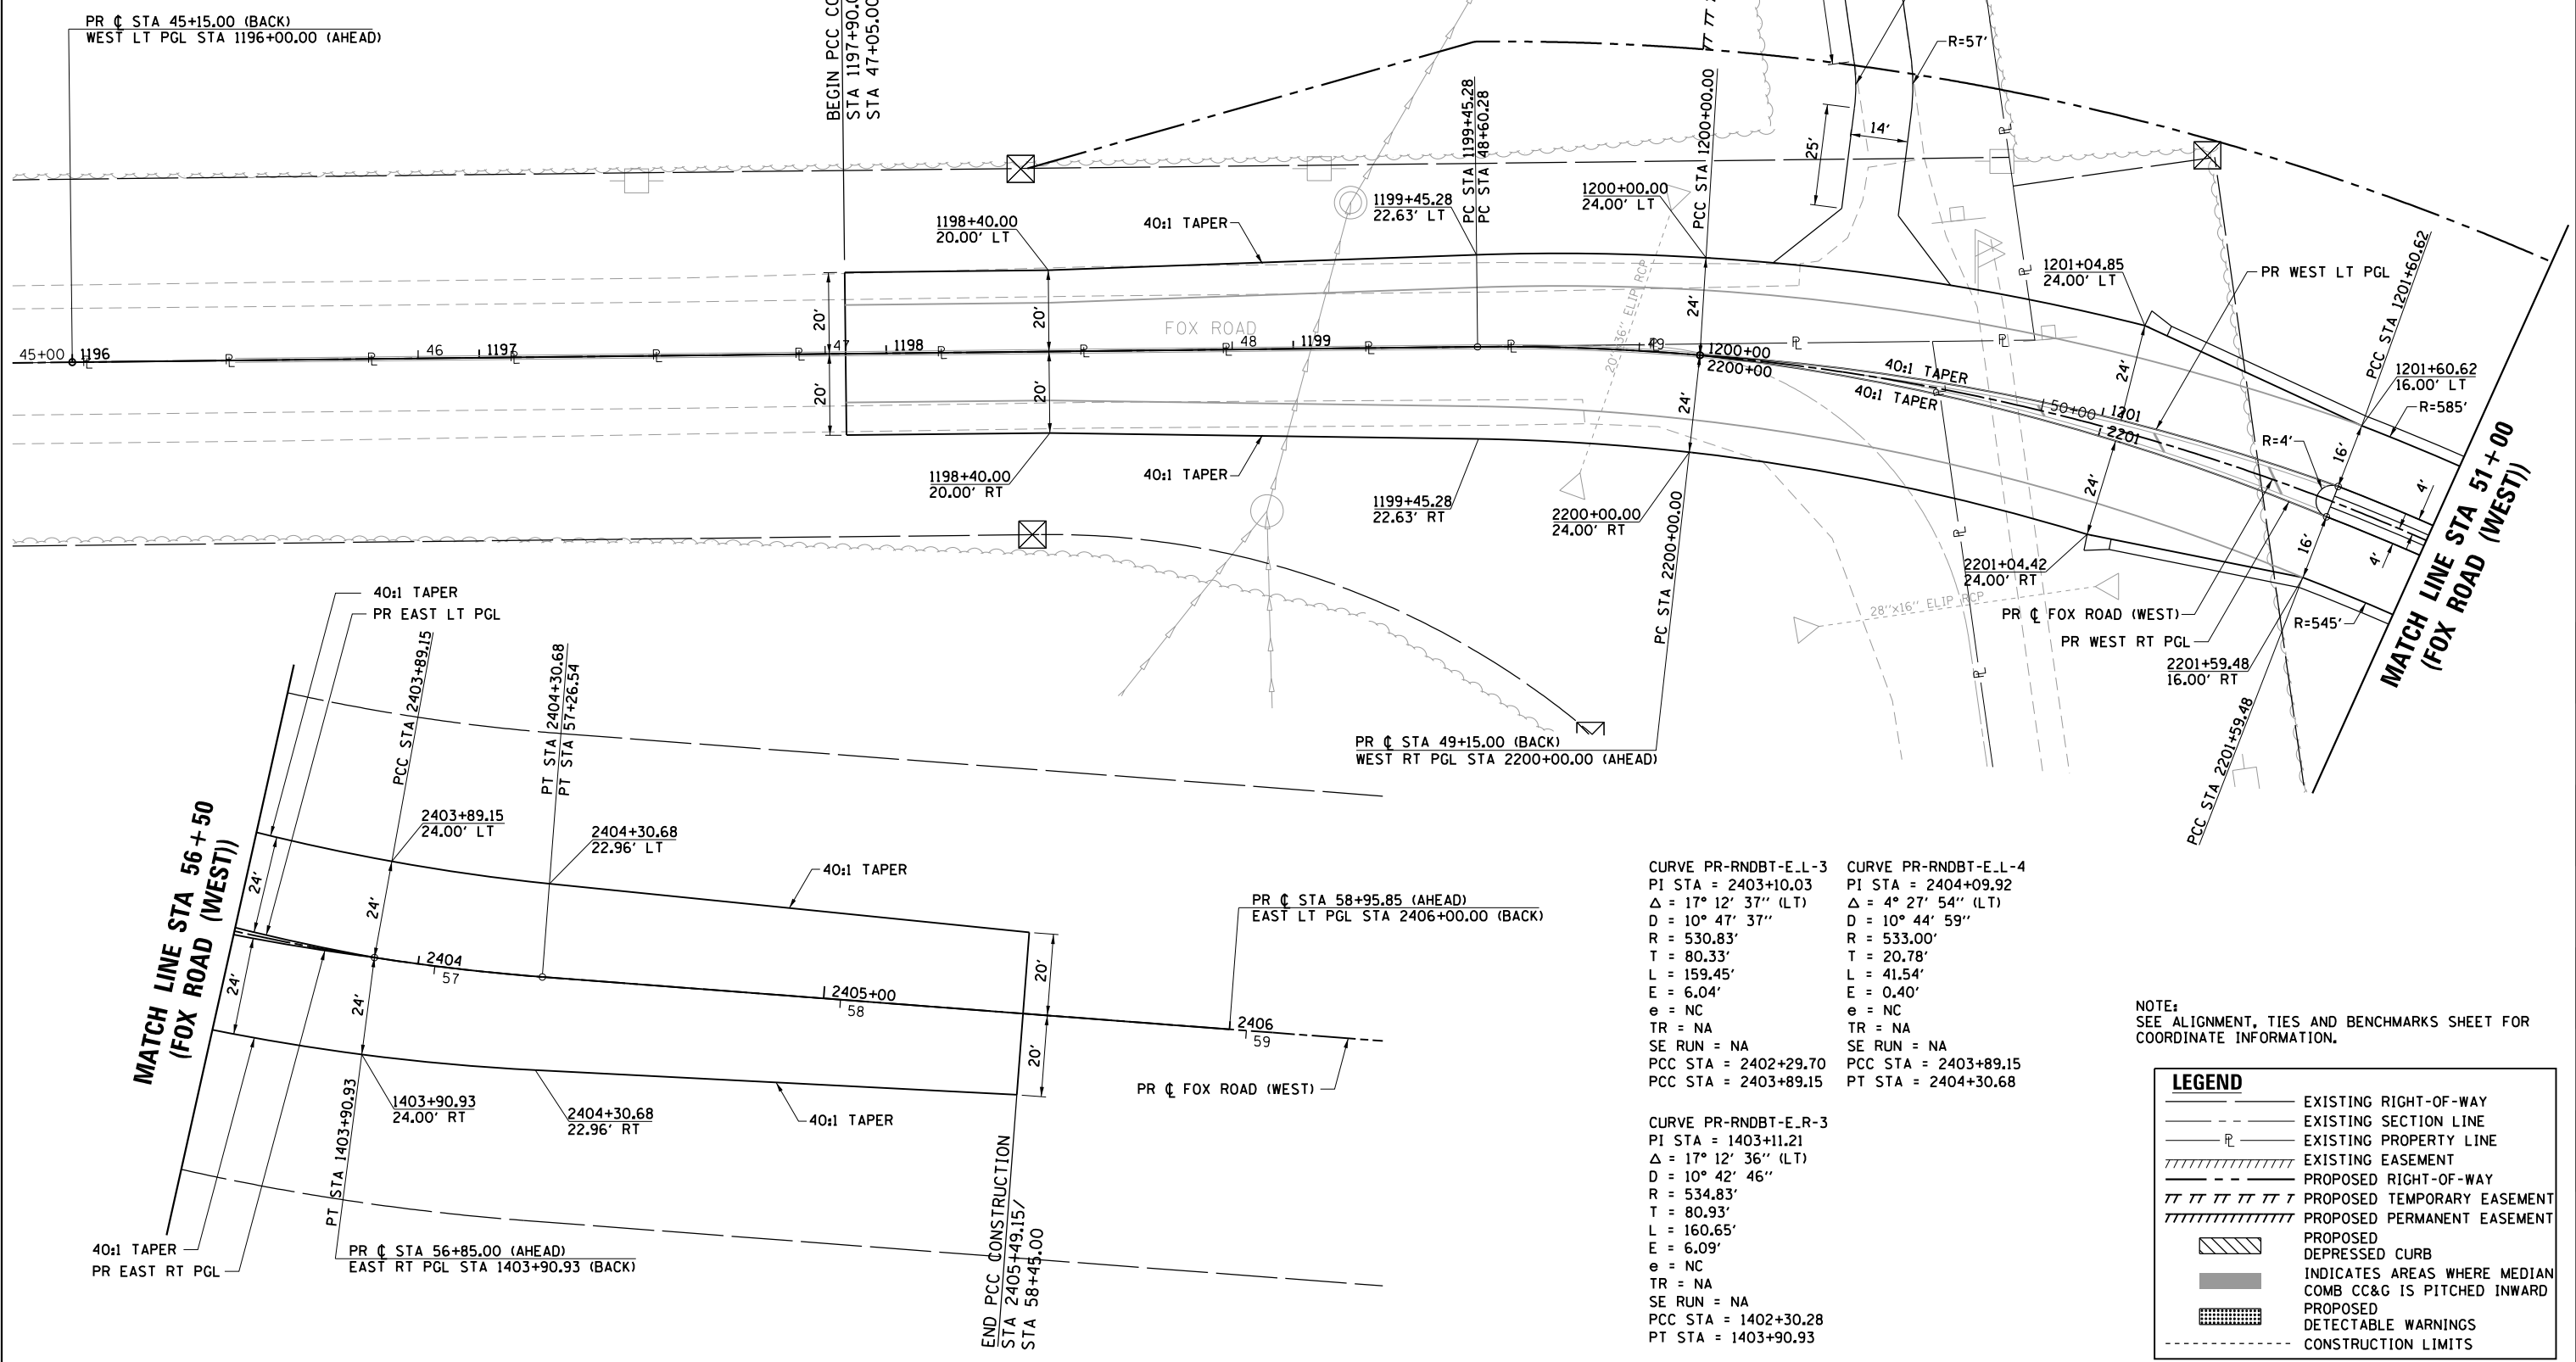 PR ℄ STA 45+15.00 (BACK)
WEST LT PGL STA 1196+00.00 (AHEAD)
BEGIN PCC
STA 1197+90.0
STA 47+05.00
R=57'
14'
25'
PC STA 1199+45.28
PC STA 48+60.28
PCC STA 1200+00.00
1198+40.00
20.00' LT
40:1 TAPER
1199+45.28
22.63' LT
1200+00.00
24.00' LT
1201+04.85
24.00' LT
PR WEST LT PGL
PCC STA 1201+60.62
1201+60.62
16.00' LT
R=585'
R=4'
16'
4'
4'
16'
R=545'
20'
20'
20'
20'
24'
24'
24'
24'
FOX ROAD
45+00
1196
46
1197
47
1198
48
1199
49
1200+00
2200+00
40:1 TAPER
40:1 TAPER
50+00
1201
2201
℄
1198+40.00
20.00' RT
40:1 TAPER
1199+45.28
22.63' RT
2200+00.00
24.00' RT
PC STA 2200+00.00
2201+04.42
24.00' RT
28"x16" ELIP RCP
PR ℄ FOX ROAD (WEST)
PR WEST RT PGL
2201+59.48
16.00' RT
PCC STA 2201+59.48
MATCH LINE STA 51+00
(FOX ROAD (WEST))
PR ℄ STA 49+15.00 (BACK)
WEST RT PGL STA 2200+00.00 (AHEAD)
40:1 TAPER
PR EAST LT PGL
PCC STA 2403+89.15
PT STA 2404+30.68
PT STA 57+26.54
MATCH LINE STA 56+50
(FOX ROAD (WEST))
2403+89.15
24.00' LT
2404+30.68
22.96' LT
40:1 TAPER
24'
24'
24'
24'
2404
57
2405+00
58
20'
20'
PR ℄ STA 58+95.85 (AHEAD)
EAST LT PGL STA 2406+00.00 (BACK)
2406
59
PR ℄ FOX ROAD (WEST)
1403+90.93
24.00' RT
2404+30.68
22.96' RT
40:1 TAPER
PT STA 1403+90.93
END PCC CONSTRUCTION
STA 2405+49.15/
STA 58+45.00
40:1 TAPER
PR EAST RT PGL
PR ℄ STA 56+85.00 (AHEAD)
EAST RT PGL STA 1403+90.93 (BACK)
CURVE PR-RNDBT-E_L-3
PI STA = 2403+10.03
Δ = 17° 12' 37" (LT)
D = 10° 47' 37"
R = 530.83'
T = 80.33'
L = 159.45'
E = 6.04'
e = NC
TR = NA
SE RUN = NA
PCC STA = 2402+29.70
PCC STA = 2403+89.15
CURVE PR-RNDBT-E_L-4
PI STA = 2404+09.92
Δ = 4° 27' 54" (LT)
D = 10° 44' 59"
R = 533.00'
T = 20.78'
L = 41.54'
E = 0.40'
e = NC
TR = NA
SE RUN = NA
PCC STA = 2403+89.15
PT STA = 2404+30.68
CURVE PR-RNDBT-E_R-3
PI STA = 1403+11.21
Δ = 17° 12' 36" (LT)
D = 10° 42' 46"
R = 534.83'
T = 80.93'
L = 160.65'
E = 6.09'
e = NC
TR = NA
SE RUN = NA
PCC STA = 1402+30.28
PT STA = 1403+90.93
NOTE:
SEE ALIGNMENT, TIES AND BENCHMARKS SHEET FOR
COORDINATE INFORMATION.
LEGEND
EXISTING RIGHT-OF-WAY
EXISTING SECTION LINE
EXISTING PROPERTY LINE
EXISTING EASEMENT
PROPOSED RIGHT-OF-WAY
PROPOSED TEMPORARY EASEMENT
PROPOSED PERMANENT EASEMENT
PROPOSED
DEPRESSED CURB
INDICATES AREAS WHERE MEDIAN
COMB CC&G IS PITCHED INWARD
PROPOSED
DETECTABLE WARNINGS
CONSTRUCTION LIMITS